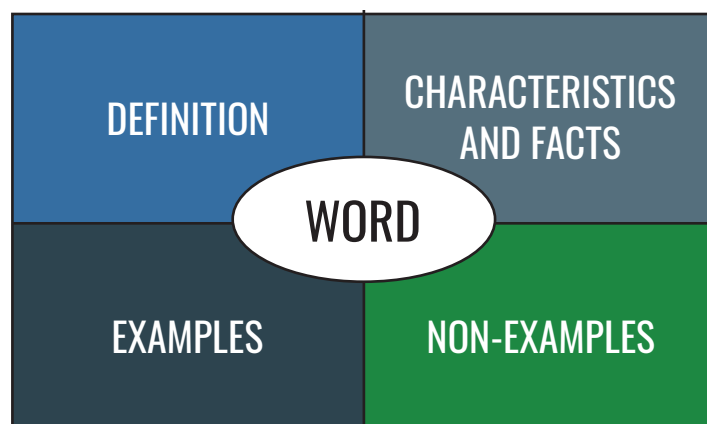 DEFINITION
CHARACTERISTICS
AND FACTS
WORD
EXAMPLES
NON-EXAMPLES